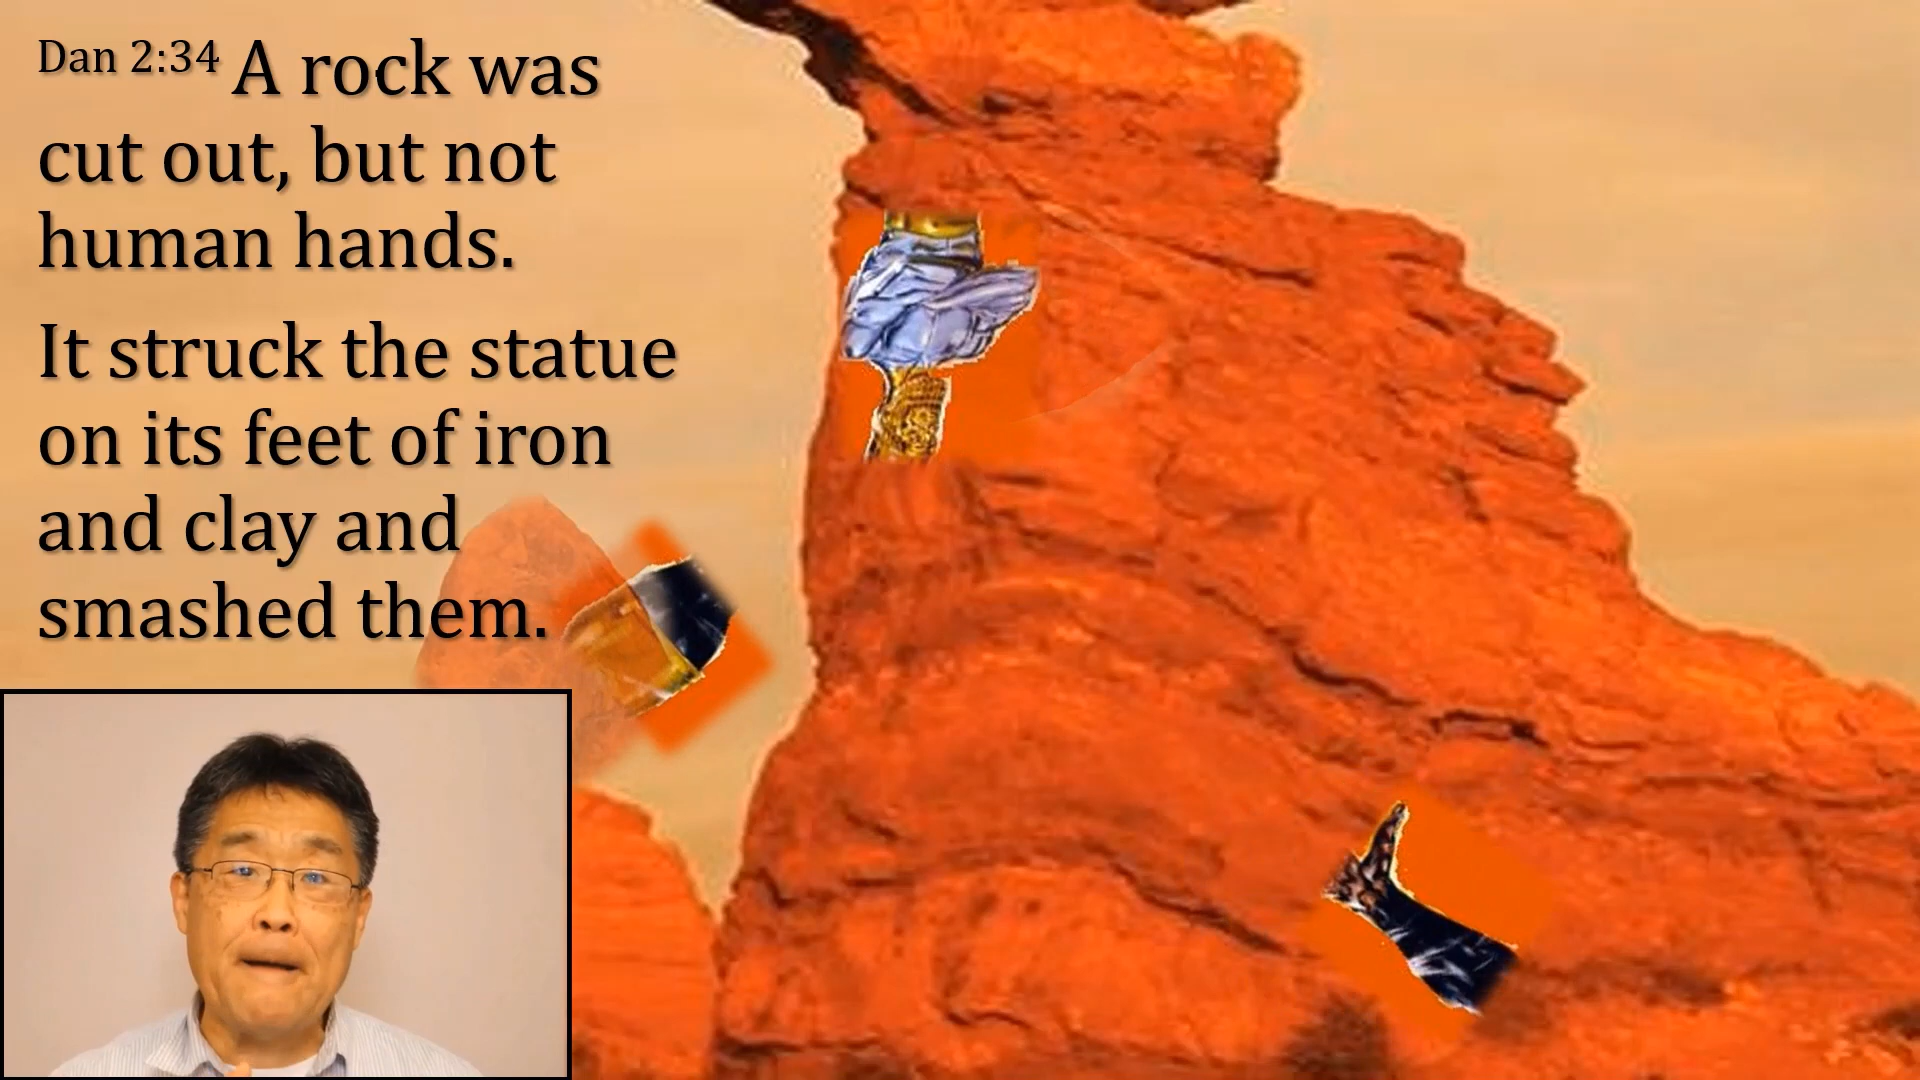 Dan 2:34 A rock was
cut out, but not
human hands.
It struck the statue
on its feet of iron
and clay and
smashed them.